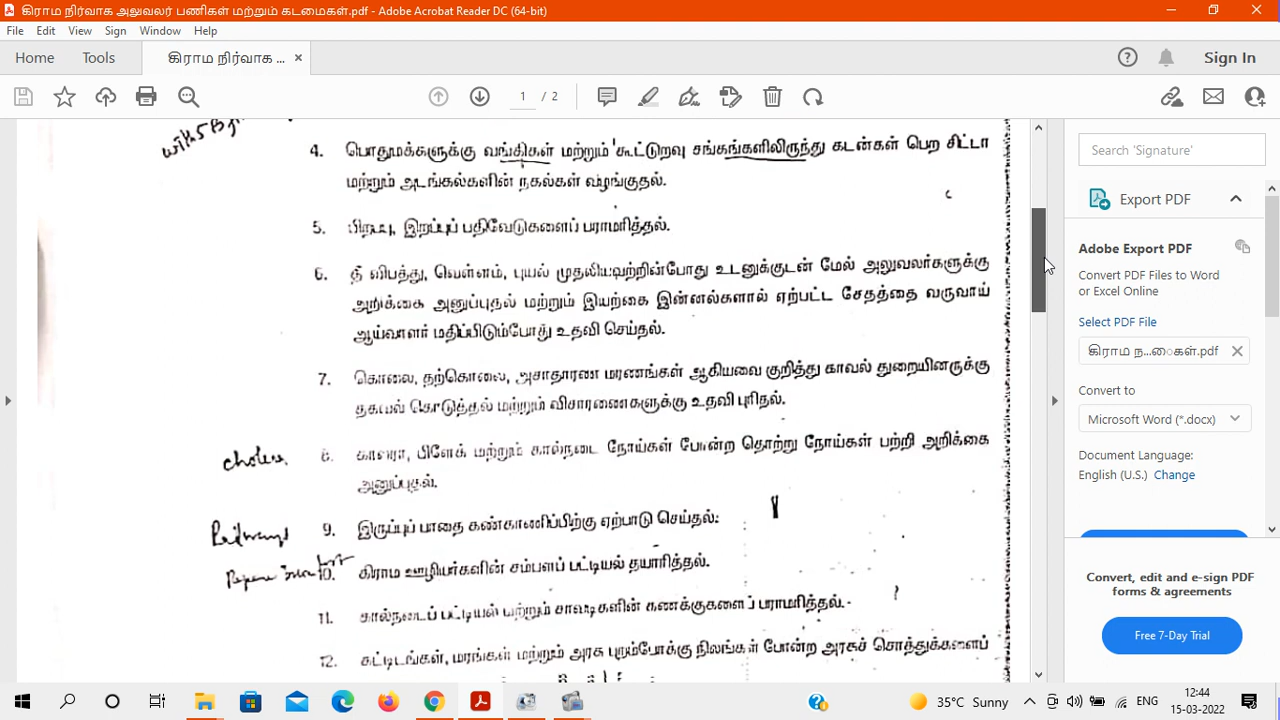 கிராம நிர்வாக அலுவலர் பணிகள் மற்றும் கடமைகள்.pdf - Adobe Acrobat Reader DC (64-bit)
File Edit View Sign Window Help
Home Tools கிராம நிர்வாக ... × Sign In
1 / 2
4. பொதுமக்களுக்கு வங்கிகள் மற்றும் கூட்டுறவு சங்கங்களிலிருந்து கடன்கள் பெற சிட்டா
மற்றும் அடங்கல்களின் நகல்கள் வழங்குதல்.
5. பிறப்பு, இறப்புப் பதிவேடுகளைப் பராமரித்தல்.
6. தீ விபத்து, வெள்ளம், புயல் முதலியவற்றின்போது உடனுக்குடன் மேல் அலுவலர்களுக்கு
அறிக்கை அனுப்புதல் மற்றும் இயற்கை இன்னல்களால் ஏற்பட்ட சேதத்தை வருவாய்
ஆய்வாளர் மதிப்பிடும்போது உதவி செய்தல்.
7. கொலை, தற்கொலை, அசாதாரண மரணங்கள் ஆகியவை குறித்து காவல் துறையினருக்கு
தகவல் கொடுத்தல் மற்றும் விசாரணைகளுக்கு உதவி புரிதல்.
cholera 8. காலரா, பிளேக் மற்றும் கால்நடை நோய்கள் போன்ற தொற்று நோய்கள் பற்றி அறிக்கை
அனுப்புதல்.
Railways 9. இருப்புப் பாதை கண்காணிப்பிற்கு ஏற்பாடு செய்தல்.
10. கிராம ஊழியர்களின் சம்பளப் பட்டியல் தயாரித்தல்.
11. கால்நடைப் பட்டியல் மற்றும் சாவடிகளின் கணக்குகளைப் பராமரித்தல்.
12. கட்டிடங்கள், மரங்கள் மற்றும் அரசு புறம்போக்கு நிலங்கள் போன்ற அரசுச் சொத்துக்களைப்
Search 'Signature'
Export PDF
Adobe Export PDF
Convert PDF Files to Word
or Excel Online
Select PDF File
கிராம ந...ைகள்.pdf ×
Convert to
Microsoft Word (*.docx)
Document Language:
English (U.S.) Change
Convert, edit and e-sign PDF
forms & agreements
Free 7-Day Trial
35°C Sunny ENG 12:44
15-03-2022